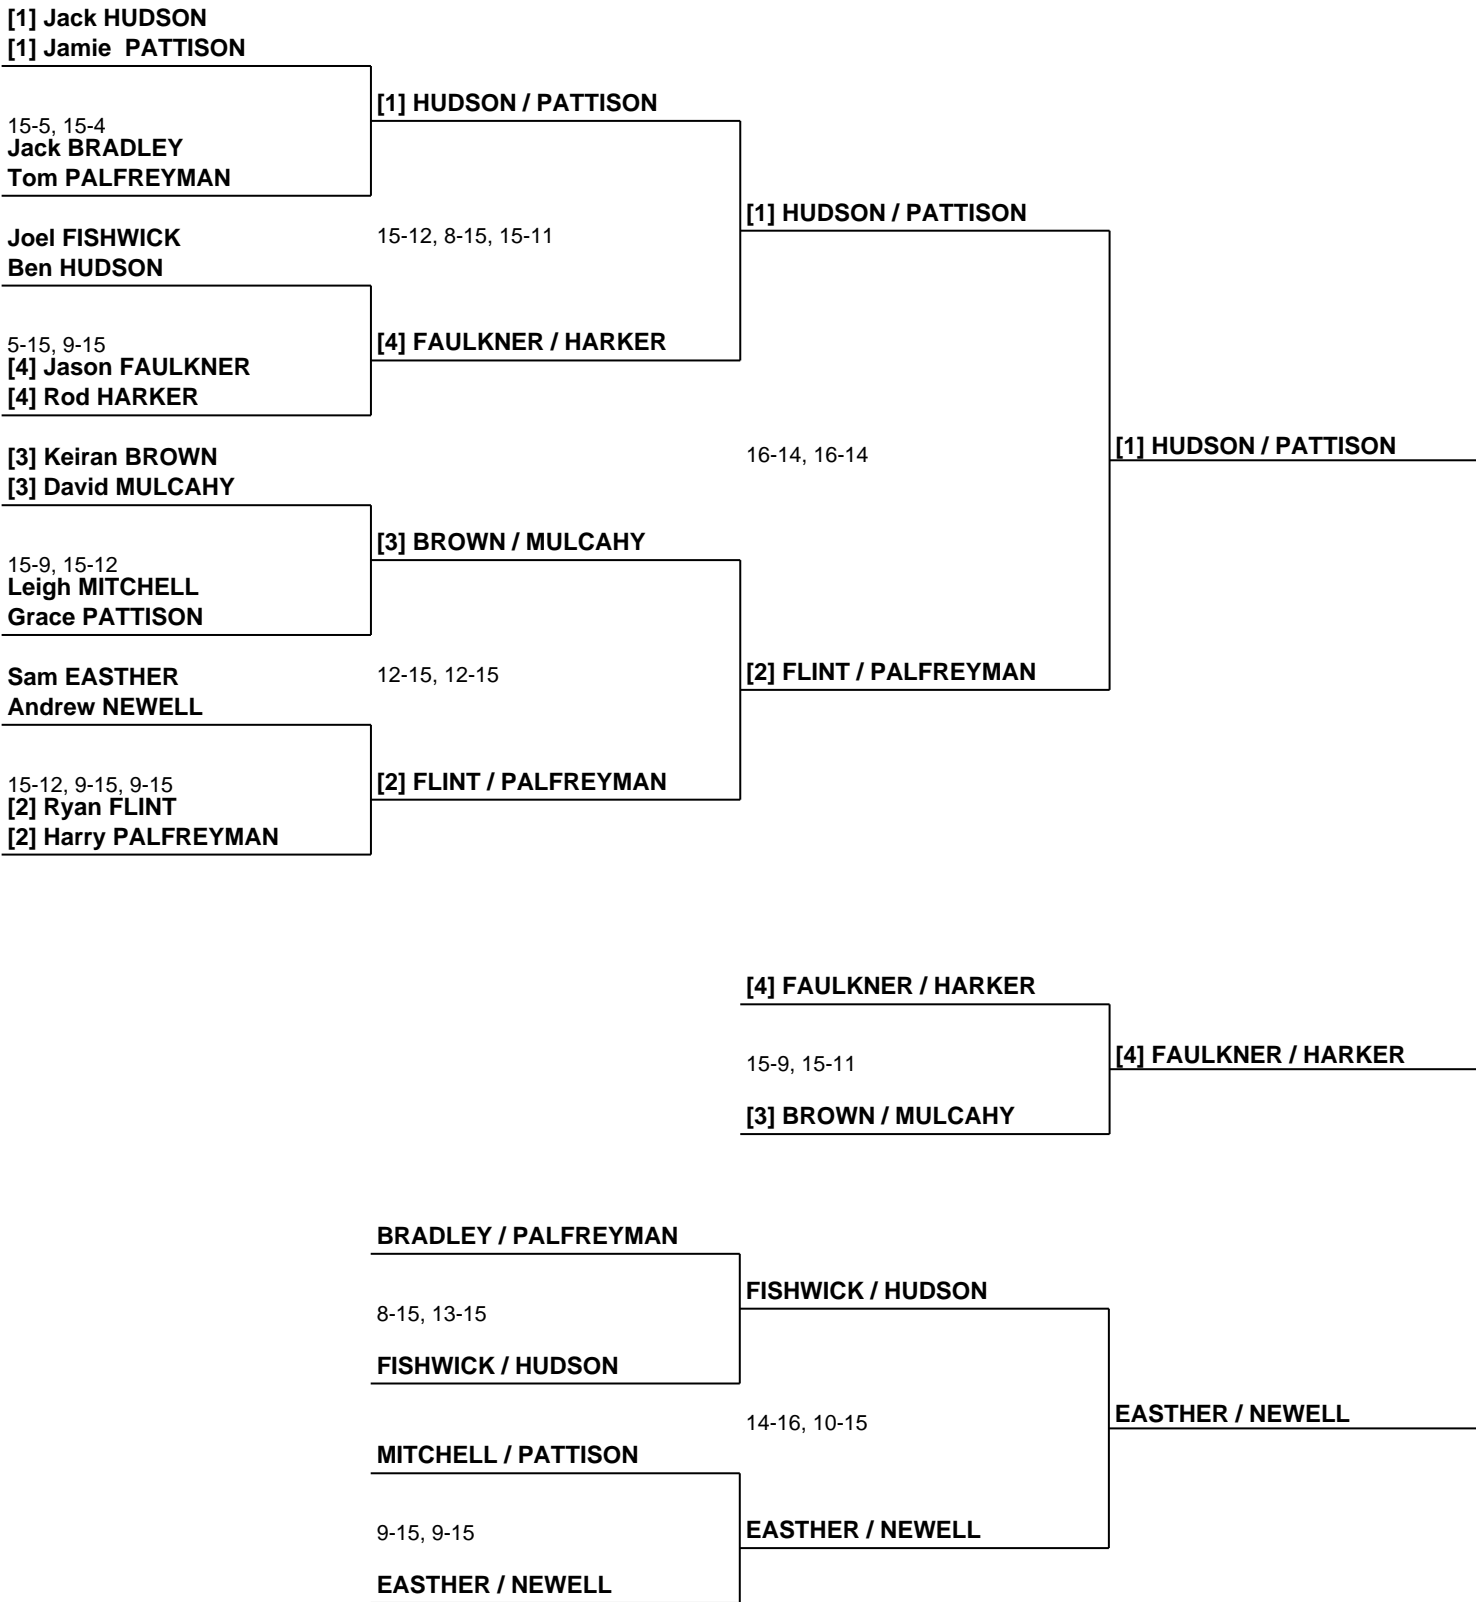 [1] Jack HUDSON
[1] Jamie  PATTISON
[1] HUDSON / PATTISON
15-5, 15-4
Jack BRADLEY
Tom PALFREYMAN
[1] HUDSON / PATTISON
Joel FISHWICK
15-12, 8-15, 15-11
Ben HUDSON
[4] FAULKNER / HARKER
5-15, 9-15
[4] Jason FAULKNER
[4] Rod HARKER
[1] HUDSON / PATTISON
[3] Keiran BROWN
16-14, 16-14
[3] David MULCAHY
[3] BROWN / MULCAHY
15-9, 15-12
Leigh MITCHELL
Grace PATTISON
[2] FLINT / PALFREYMAN
Sam EASTHER
12-15, 12-15
Andrew NEWELL
[2] FLINT / PALFREYMAN
15-12, 9-15, 9-15
[2] Ryan FLINT
[2] Harry PALFREYMAN
[4] FAULKNER / HARKER
[4] FAULKNER / HARKER
15-9, 15-11
[3] BROWN / MULCAHY
BRADLEY / PALFREYMAN
FISHWICK / HUDSON
8-15, 13-15
FISHWICK / HUDSON
EASTHER / NEWELL
14-16, 10-15
MITCHELL / PATTISON
EASTHER / NEWELL
9-15, 9-15
EASTHER / NEWELL